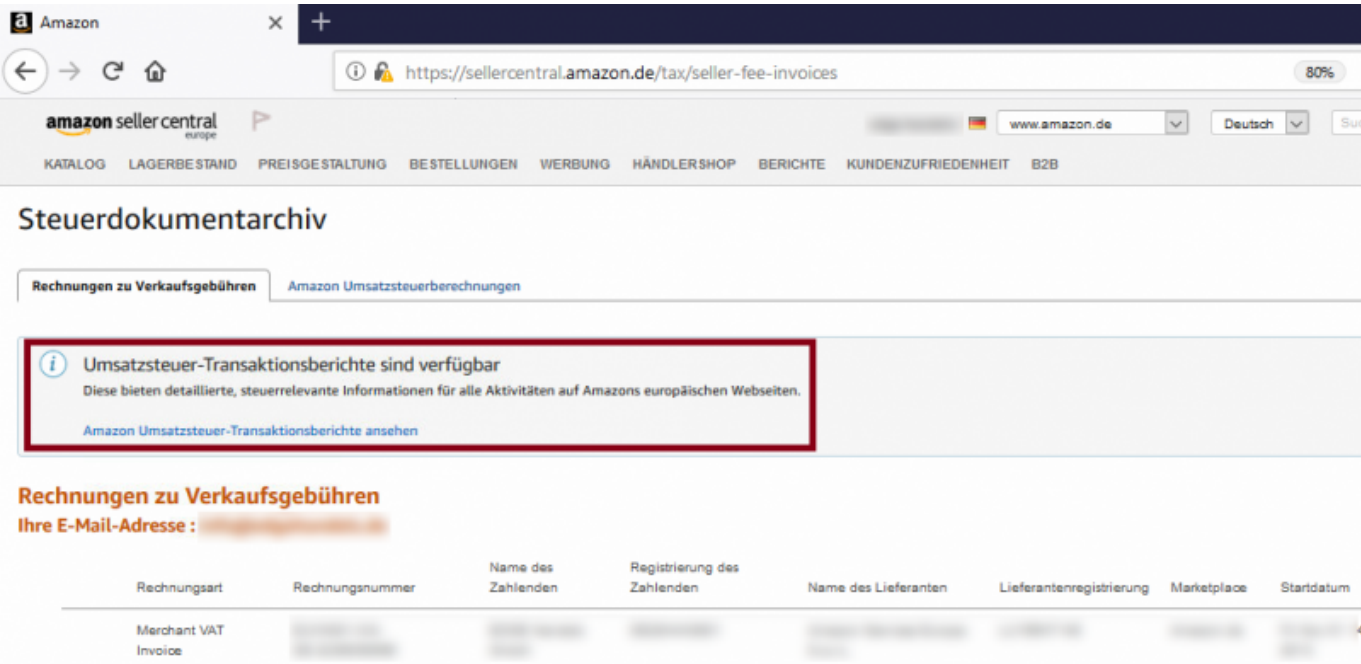 Amazon
https://sellercentral.amazon.de/tax/seller-fee-invoices
80%
amazon seller central
europe
www.amazon.de
Deutsch
KATALOG LAGERBESTAND PREISGESTALTUNG BESTELLUNGEN WERBUNG HÄNDLERSHOP BERICHTE KUNDENZUFRIEDENHEIT B2B
Steuerdokumentarchiv
Rechnungen zu Verkaufsgebühren
Amazon Umsatzsteuerberechnungen
Umsatzsteuer-Transaktionsberichte sind verfügbar
Diese bieten detaillierte, steuerrelevante Informationen für alle Aktivitäten auf Amazons europäischen Webseiten.
Amazon Umsatzsteuer-Transaktionsberichte ansehen
Rechnungen zu Verkaufsgebühren
Ihre E-Mail-Adresse :
Rechnungsart
Rechnungsnummer
Name des
Zahlenden
Registrierung des
Zahlenden
Name des Lieferanten
Lieferantenregistrierung
Marketplace
Startdatum
Merchant VAT
Invoice